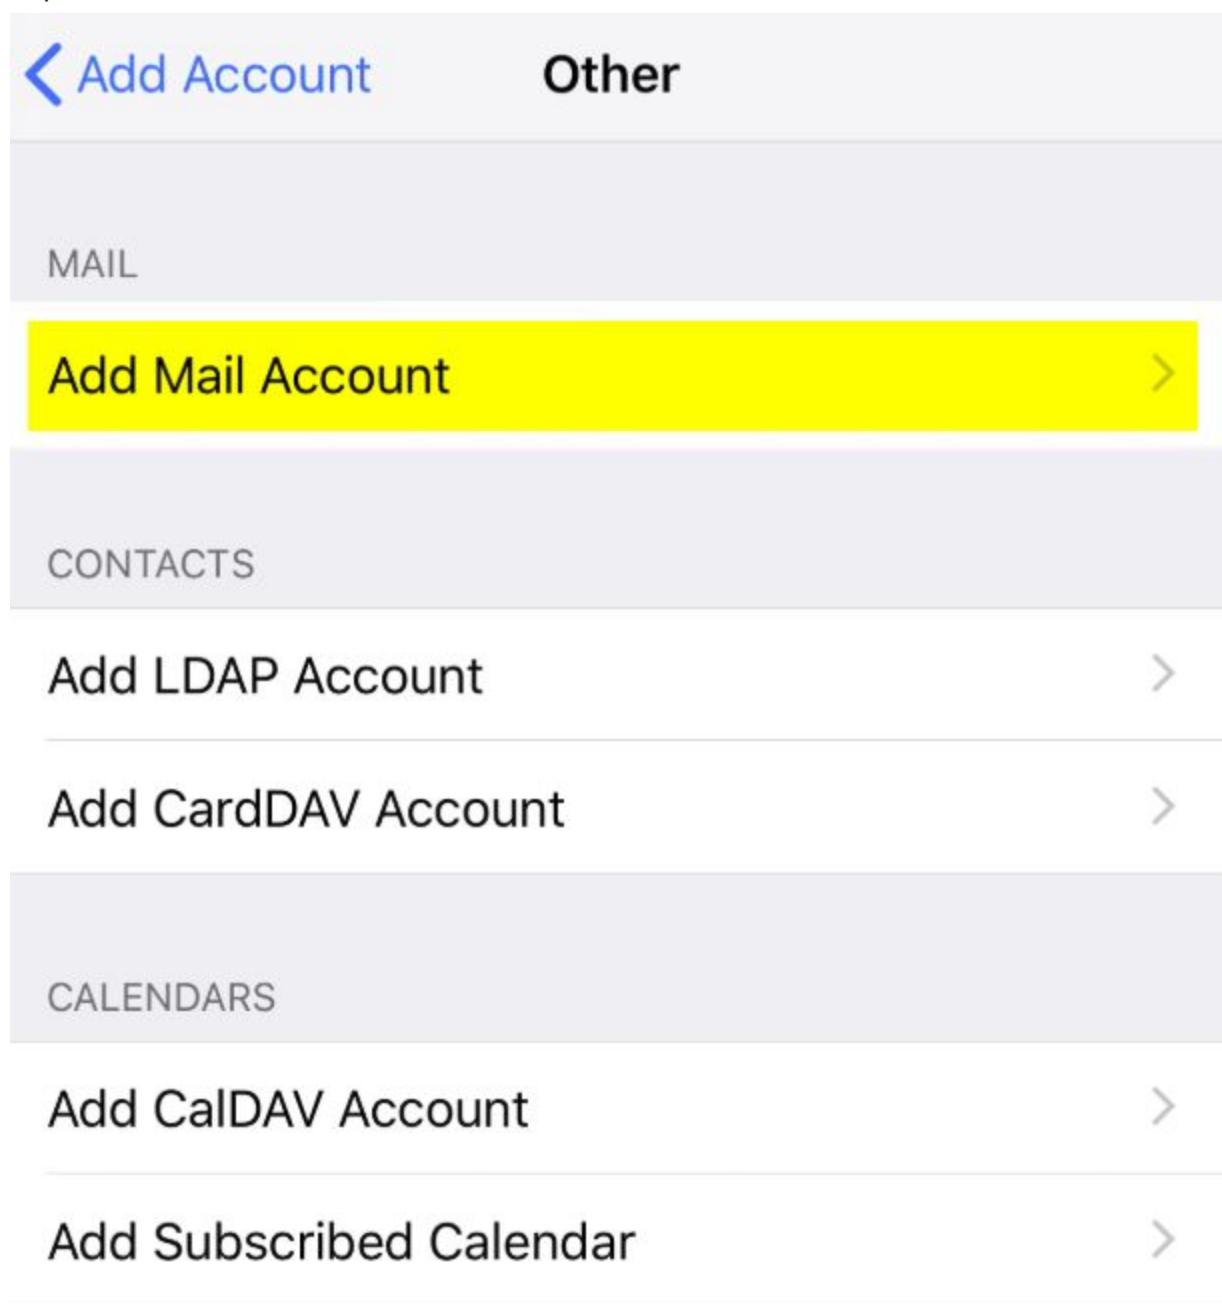 Add Account Other
MAIL
Add Mail Account
CONTACTS
Add LDAP Account
Add CardDAV Account
CALENDARS
Add CalDAV Account
Add Subscribed Calendar